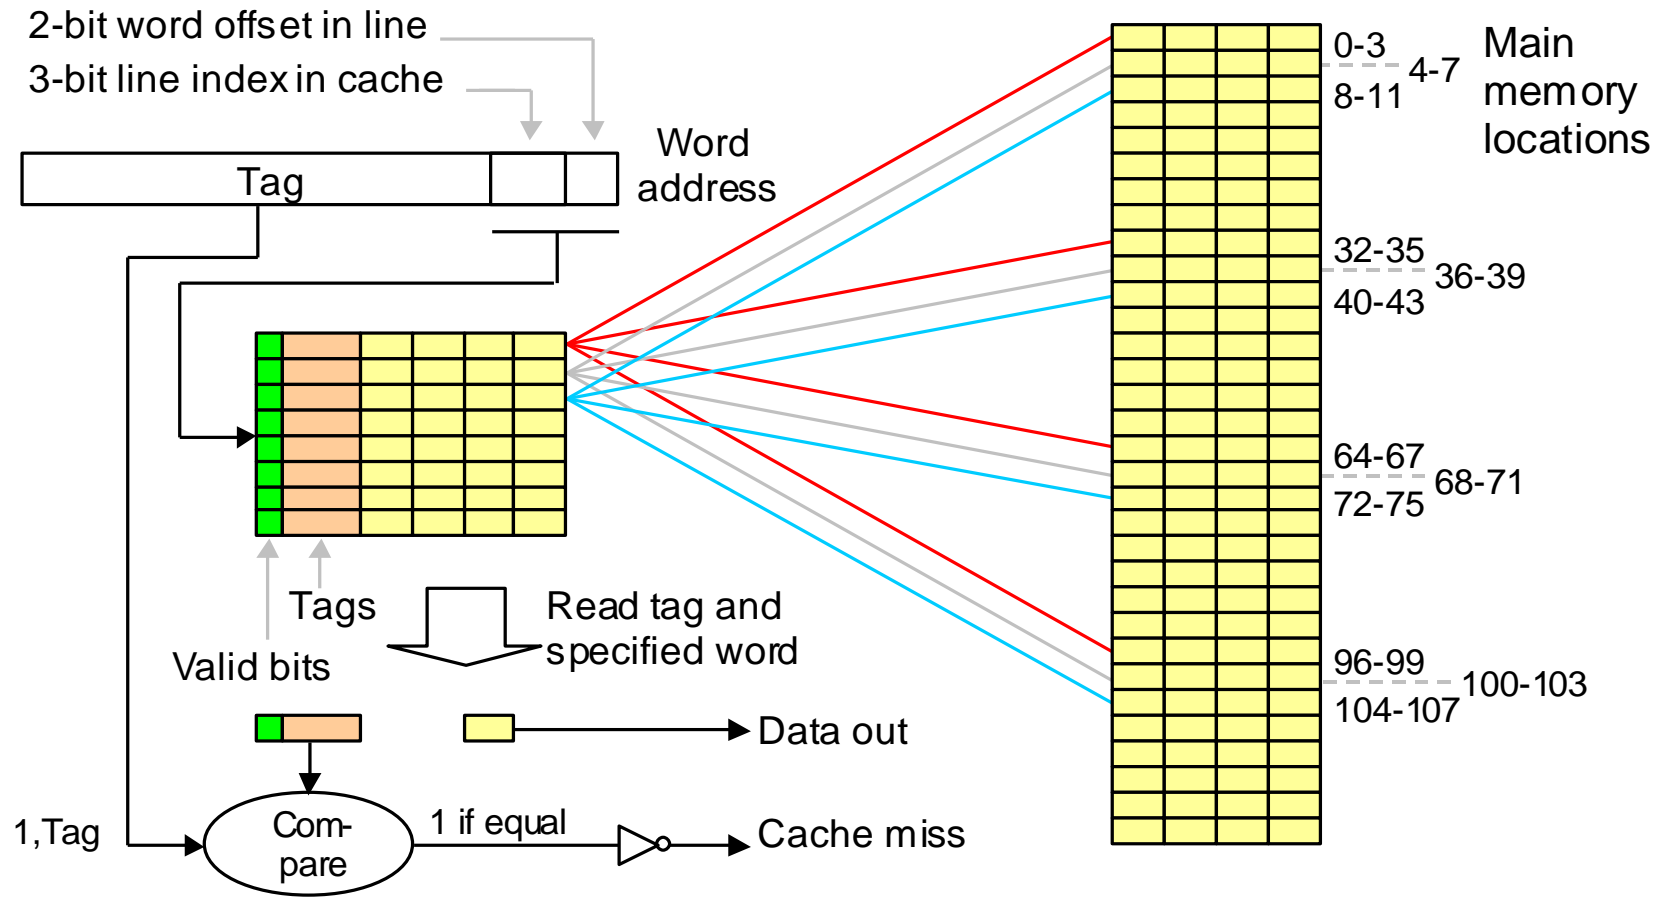 2-bit word offset in line
3-bit line index in cache
Tag
Word
address
0-3
4-7
8-11
Main
memory
locations
32-35
36-39
40-43
64-67
68-71
72-75
96-99
100-103
104-107
Tags
Valid bits
Read tag and
specified word
Data out
1,Tag
Com-
pare
1 if equal
Cache miss